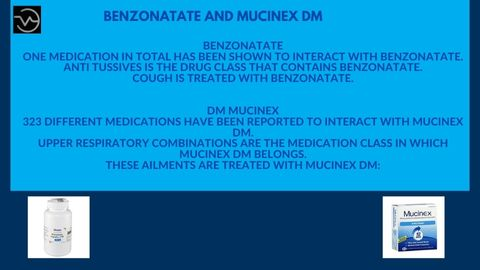 BENZONATATE AND MUCINEX DM
BENZONATATE
ONE MEDICATION IN TOTAL HAS BEEN SHOWN TO INTERACT WITH BENZONATATE.
ANTI TUSSIVES IS THE DRUG CLASS THAT CONTAINS BENZONATATE.
COUGH IS TREATED WITH BENZONATATE.
DM MUCINEX
323 DIFFERENT MEDICATIONS HAVE BEEN REPORTED TO INTERACT WITH MUCINEX
DM.
UPPER RESPIRATORY COMBINATIONS ARE THE MEDICATION CLASS IN WHICH
MUCINEX DM BELONGS.
THESE AILMENTS ARE TREATED WITH MUCINEX DM:
Mucinex